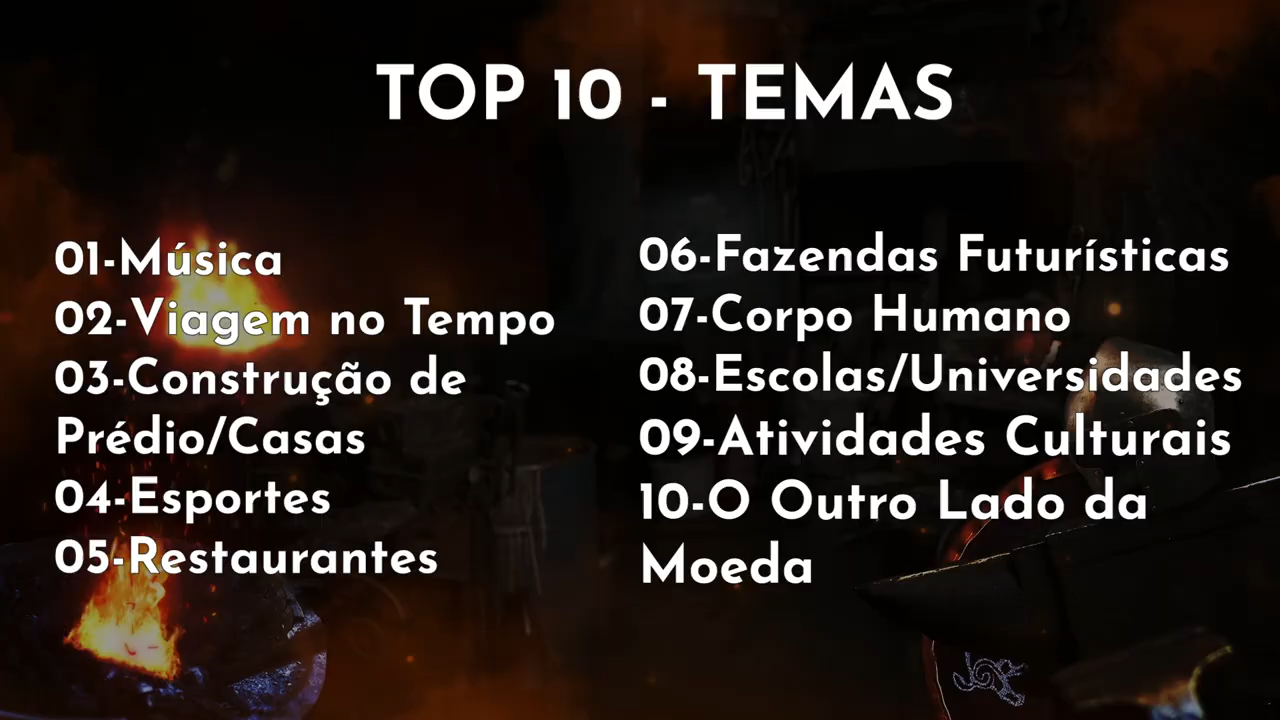 TOP 10 - TEMAS
01-Música
02-Viagem no Tempo
03-Construção de
Prédio/Casas
04-Esportes
05-Restaurantes
06-Fazendas Futurísticas
07-Corpo Humano
08-Escolas/Universidades
09-Atividades Culturais
10-O Outro Lado da
Moeda